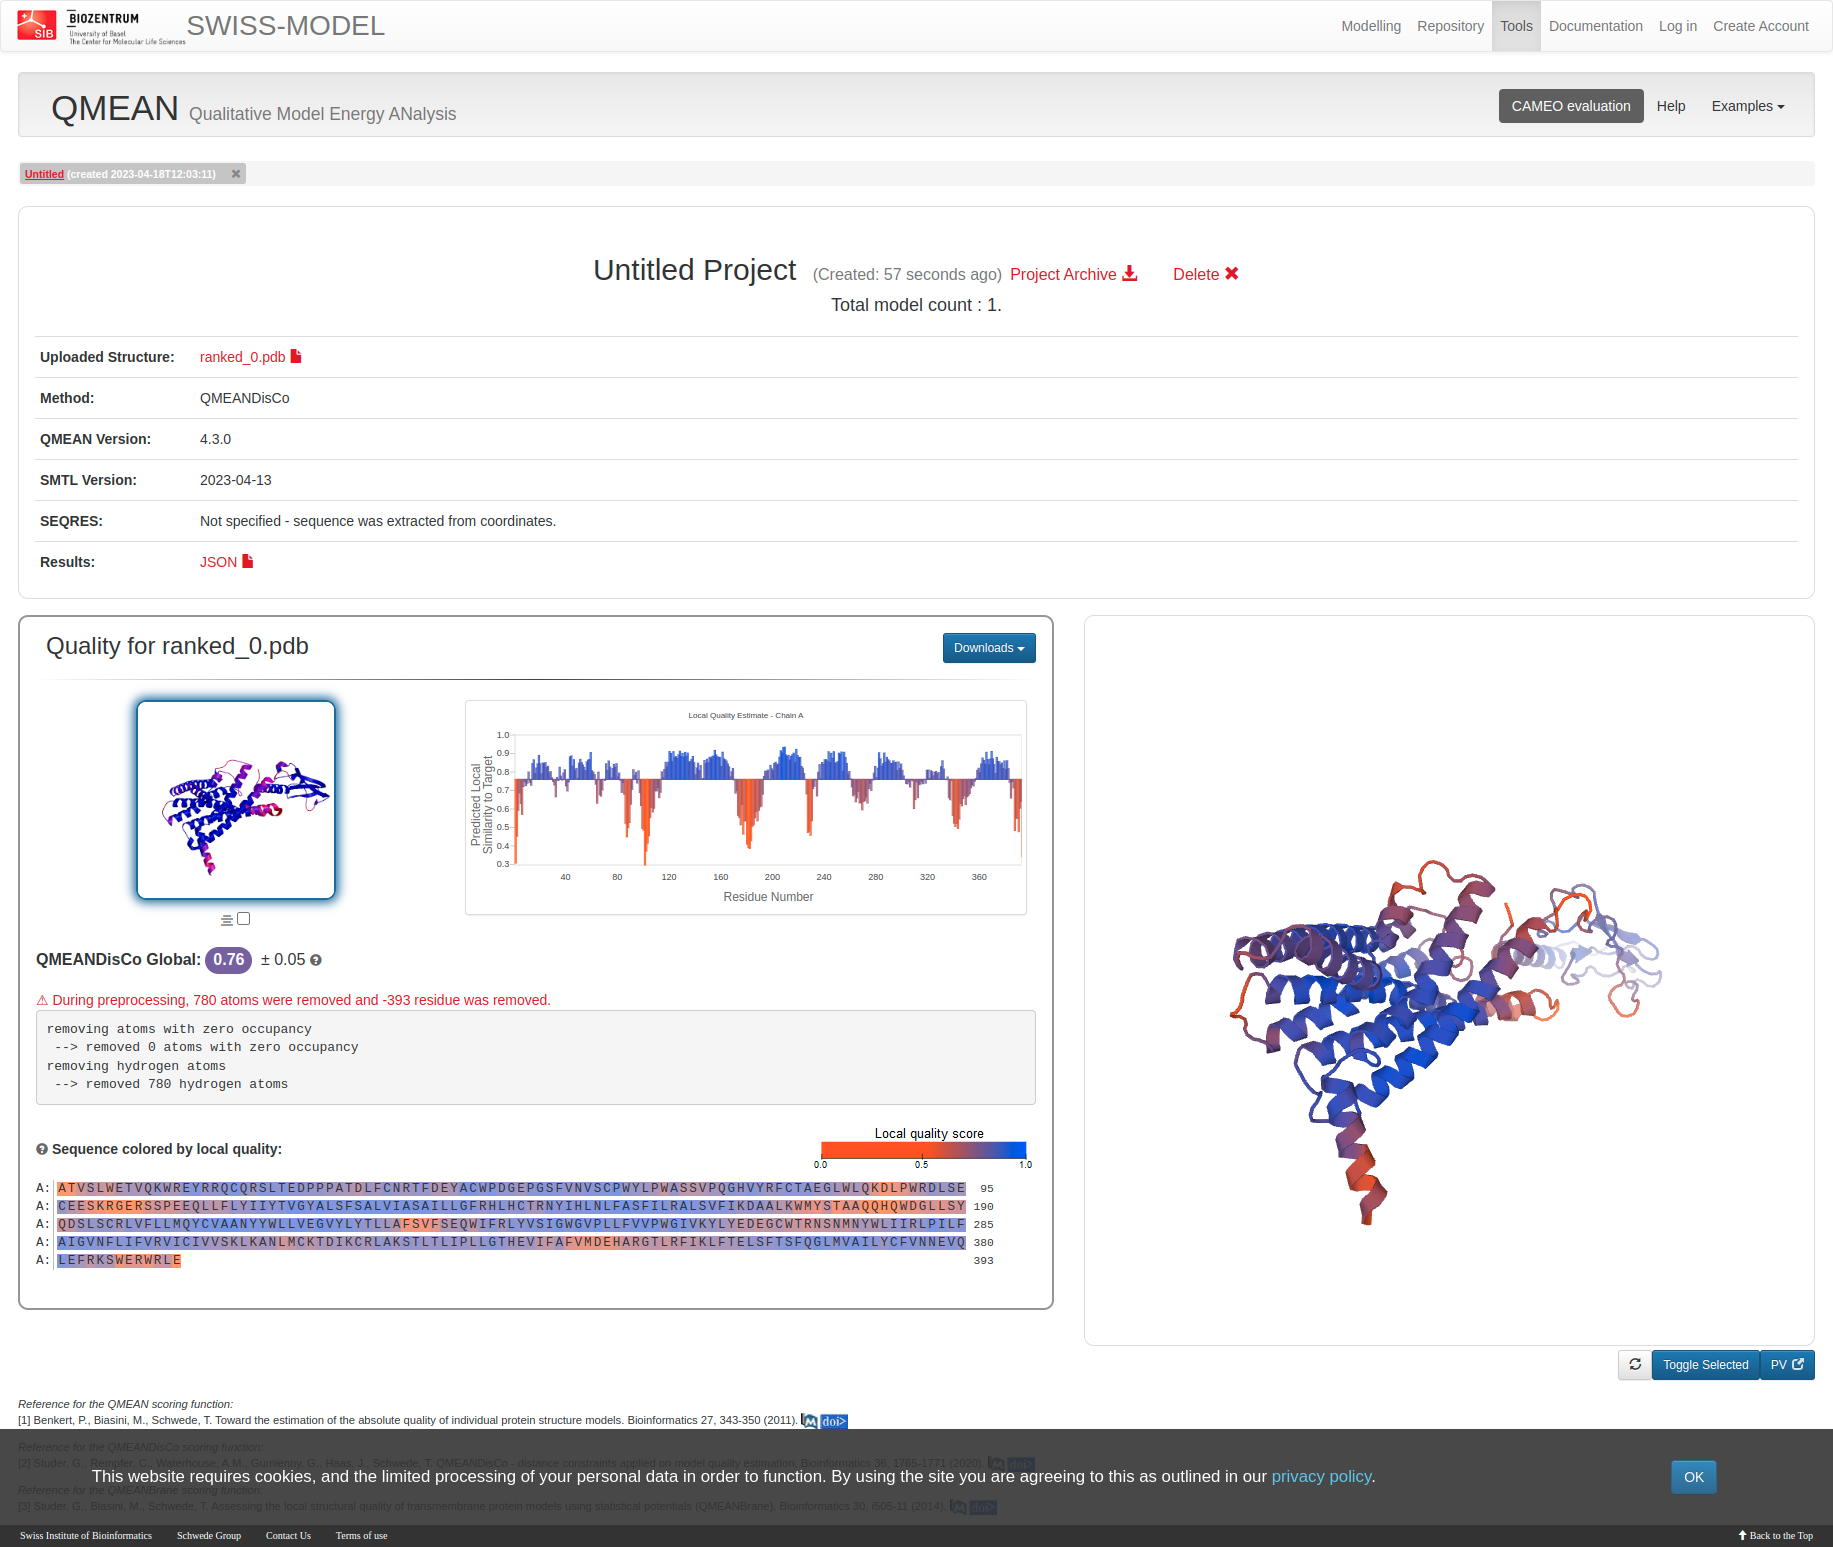 SIB
BIOZENTRUM
University of Basel
The Center for Molecular Life Sciences
SWISS-MODEL
Modelling
Repository
Tools
Documentation
Log in
Create Account
QMEAN Qualitative Model Energy ANalysis
CAMEO evaluation
Help
Examples
Untitled (created 2023-04-18T12:03:11)
Untitled Project (Created: 57 seconds ago) Project Archive Delete
Total model count : 1.
Uploaded Structure: ranked_0.pdb
Method: QMEANDisCo
QMEAN Version: 4.3.0
SMTL Version: 2023-04-13
SEQRES: Not specified - sequence was extracted from coordinates.
Results: JSON
Quality for ranked_0.pdb
Downloads
Local Quality Estimate - Chain A
Predicted Local
Similarity to Target
1.0
0.9
0.8
0.7
0.6
0.5
0.4
0.3
40 80 120 160 200 240 280 320 360
Residue Number
QMEANDisCo Global: 0.76 ± 0.05
During preprocessing, 780 atoms were removed and -393 residue was removed.
removing atoms with zero occupancy
--> removed 0 atoms with zero occupancy
removing hydrogen atoms
--> removed 780 hydrogen atoms
Sequence colored by local quality:
Local quality score
0.0 0.5 1.0
A: ATVSLWETVQKWREYRRQCQRSLTEDPPPATDLFCNRTFDEYACWPDGEPGSFVNVSCPWYLPWASSVPQGHVYRFCTAEGLWLQKDLPWRDLSE 95
A: CEESKRGERSSPEEQLLFLYIIYTVGYALSFSALVIASAILLGFRHLHCTRNYIHLNLFASFILRALSVFIKDAALKWMYSTAAQQHQWDGLLSY 190
A: QDSLSCRLVFLLMQYCVAANYYWLLVEGVYLYTLLAFSVFSEQWIFRLYVSIGWGVPLLFVVPWGIVKYLYEDEGCWTRNSNMNYWLIIRLPILF 285
A: AIGVNFLIFVRVICIVVSKLKANLMCKTDIKCRLAKSTLTLIPLLGTHEVIFAFVMDEHARGTLRFIKLFTELSFTSFQGLMVAILYCFVNNEVQ 380
A: LEFRKSWERWRLE 393
Toggle Selected
PV
Reference for the QMEAN scoring function:
[1] Benkert, P., Biasini, M., Schwede, T. Toward the estimation of the absolute quality of individual protein structure models. Bioinformatics 27, 343-350 (2011). M doi>
Reference for the QMEANDisCo scoring function:
[2] Studer, G., Rempfer, C., Waterhouse, A.M., Gumienny, G., Haas, J., Schwede, T. QMEANDisCo - distance constraints applied on model quality estimation. Bioinformatics 36, 1765-1771 (2020). M doi>
This website requires cookies, and the limited processing of your personal data in order to function. By using the site you are agreeing to this as outlined in our privacy policy.
OK
Reference for the QMEANBrane scoring function:
[3] Studer, G., Biasini, M., Schwede, T. Assessing the local structural quality of transmembrane protein models using statistical potentials (QMEANBrane). Bioinformatics 30, i505-11 (2014). M doi>
Swiss Institute of Bioinformatics
Schwede Group
Contact Us
Terms of use
Back to the Top